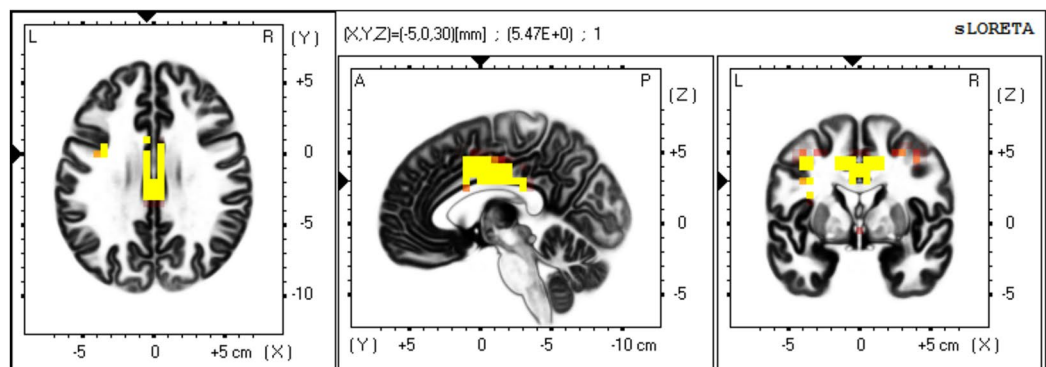 (X,Y,Z)=(-5,0,30)[mm] ; (5.47E+0) ; 1
sLORETA
L R (Y)
+5
0
-5
-10
-5 0 +5 cm (X)
A P (Z)
+5
0
-5
(Y) +5 0 -5 -10 cm
L R (Z)
+5
0
-5
-5 0 +5 cm (X)